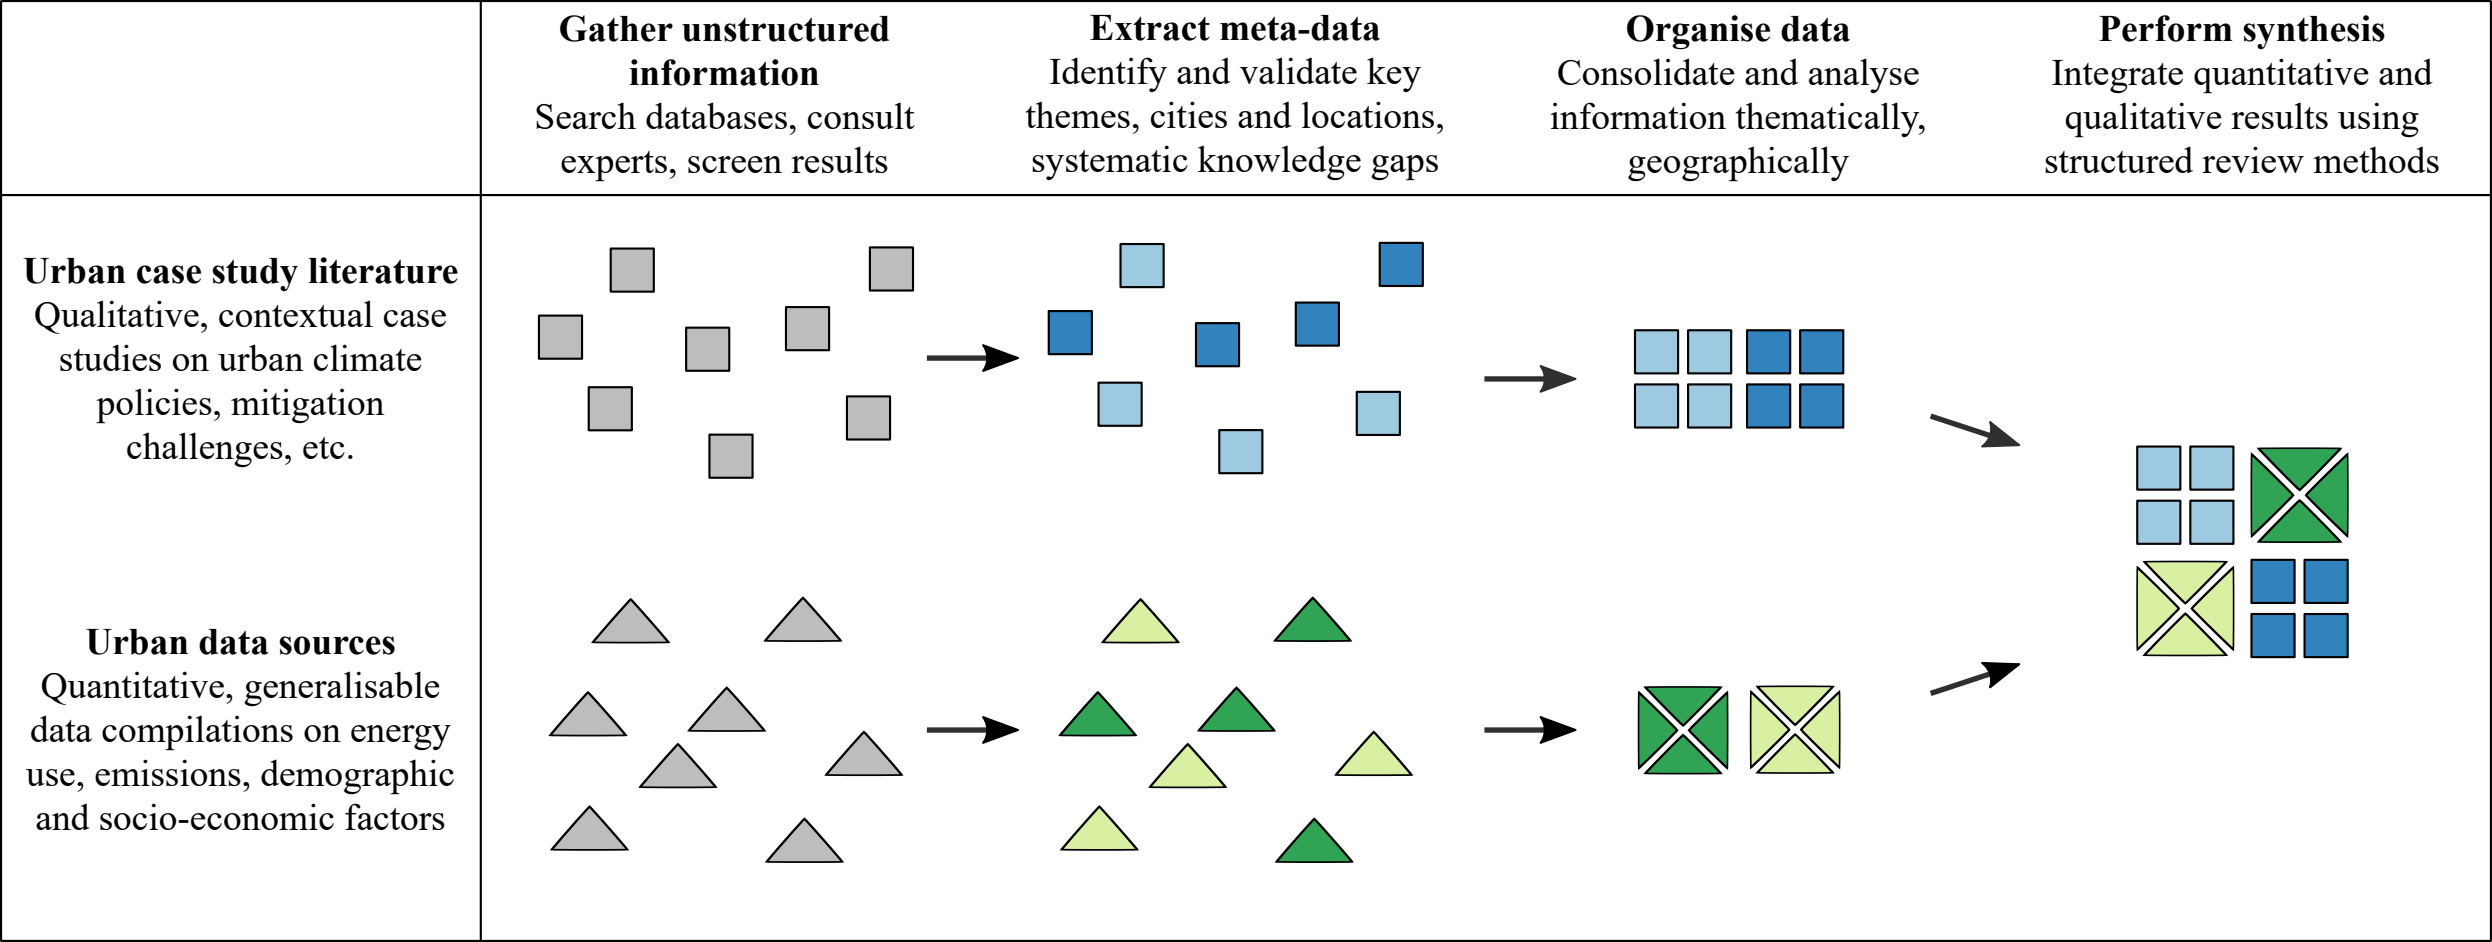 Gather unstructured
information
Search databases, consult
experts, screen results
Extract meta-data
Identify and validate key
themes, cities and locations,
systematic knowledge gaps
Organise data
Consolidate and analyse
information thematically,
geographically
Perform synthesis
Integrate quantitative and
qualitative results using
structured review methods
Urban case study literature
Qualitative, contextual case
studies on urban climate
policies, mitigation
challenges, etc.
Urban data sources
Quantitative, generalisable
data compilations on energy
use, emissions, demographic
and socio-economic factors